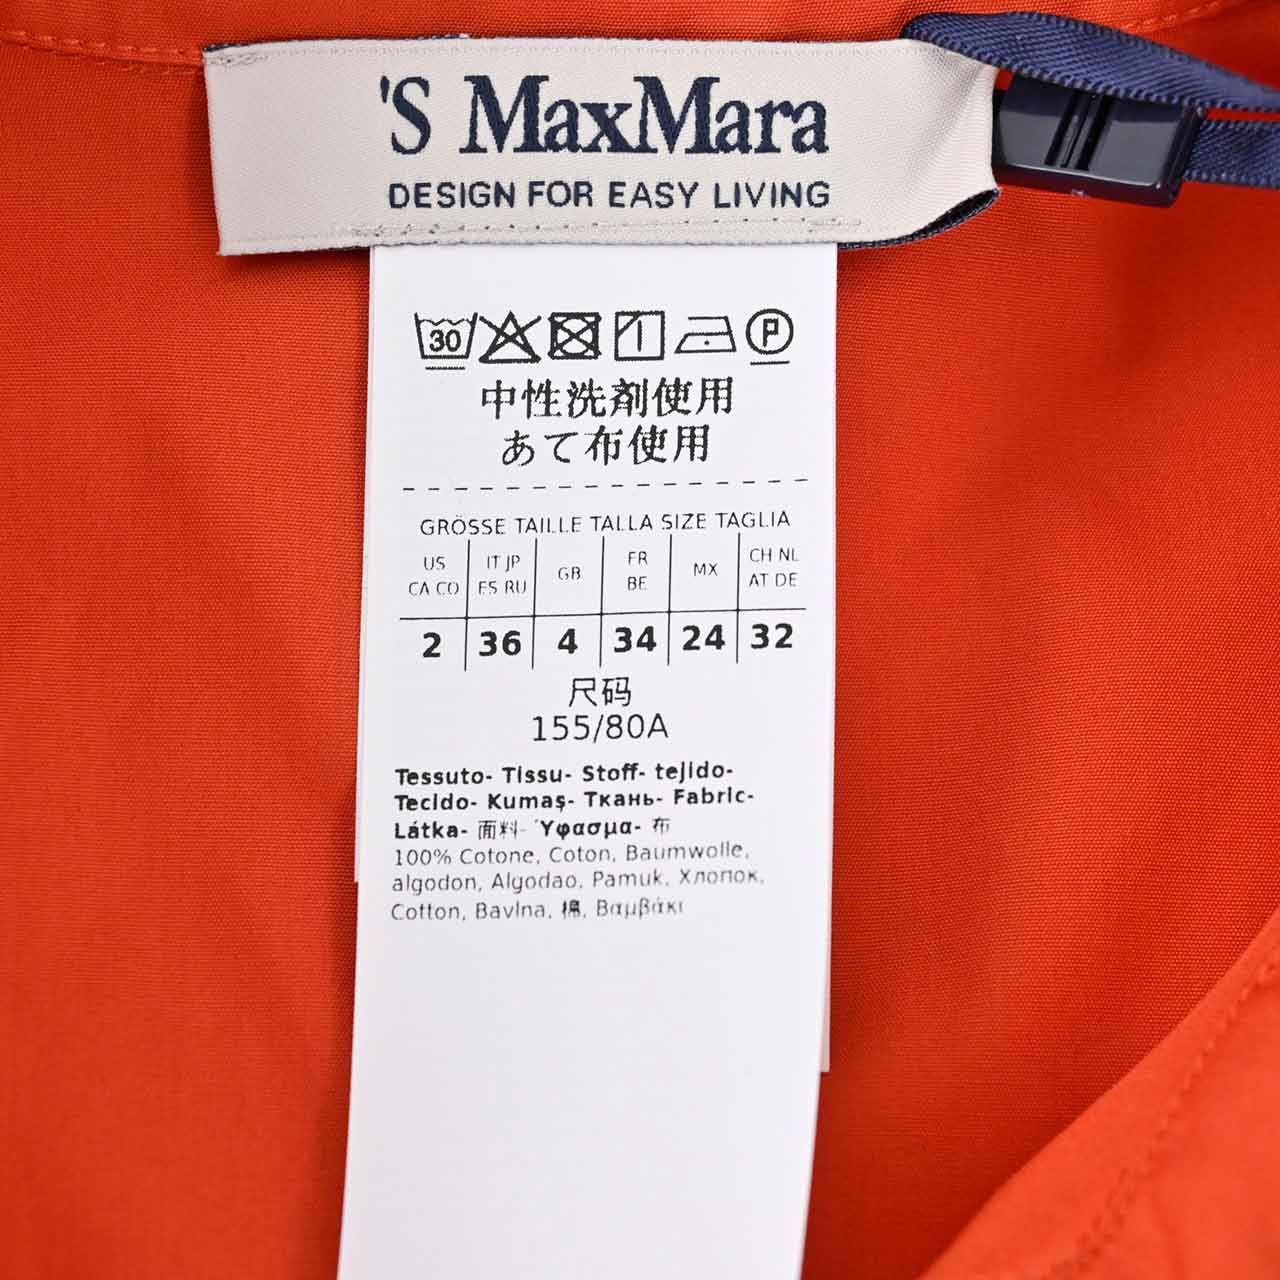 'S MaxMara
DESIGN FOR EASY LIVING
30 P
中性洗剤使用
あて布使用
GRÖSSE TAILLE TALLA SIZE TAGLIA
US IT JP GB FR MX CH NL
CA CO ES RU BE AT DE
2 36 4 34 24 32
尺码
155/80A
Tessuto- Tissu- Stoff- tejido-
Tecido- Kumaş- Ткань- Fabric-
Látka- 面料- Ύφασμα- 布
100% Cotone, Coton, Baumwolle,
algodon, Algodao, Pamuk, Хлопок,
Cotton, Bavlna, 棉, Βαμβάκι